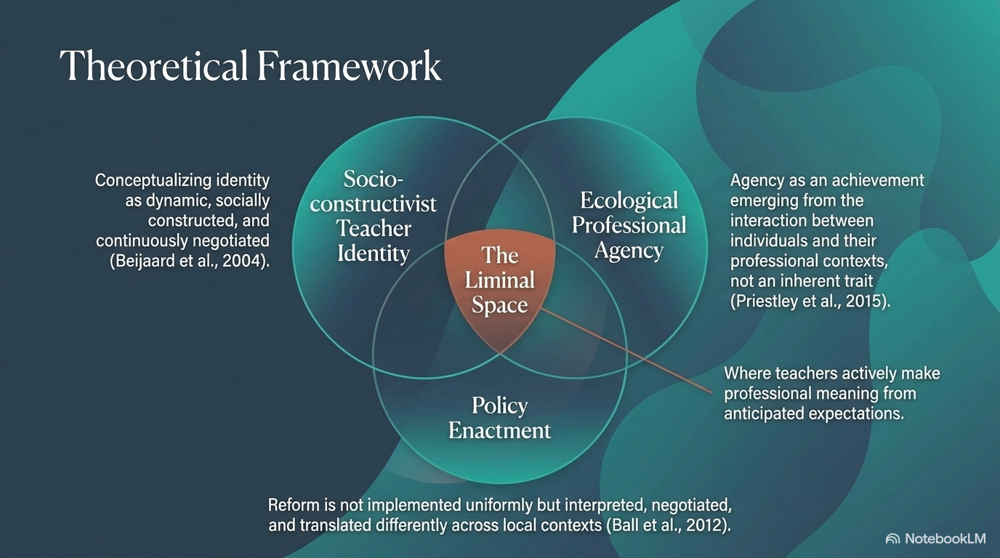 Theoretical Framework
Conceptualizing identity
as dynamic, socially
constructed, and
continuously negotiated
(Beijaard et al., 2004).
Socio-
constructivist
Teacher
Identity
Ecological
Professional
Agency
Agency as an achievement
emerging from the
interaction between
individuals and their
professional contexts,
not an inherent trait
(Priestley et al., 2015).
The
Liminal
Space
Where teachers actively make
professional meaning from
anticipated expectations.
Policy
Enactment
Reform is not implemented uniformly but interpreted, negotiated,
and translated differently across local contexts (Ball et al., 2012).
NotebookLM